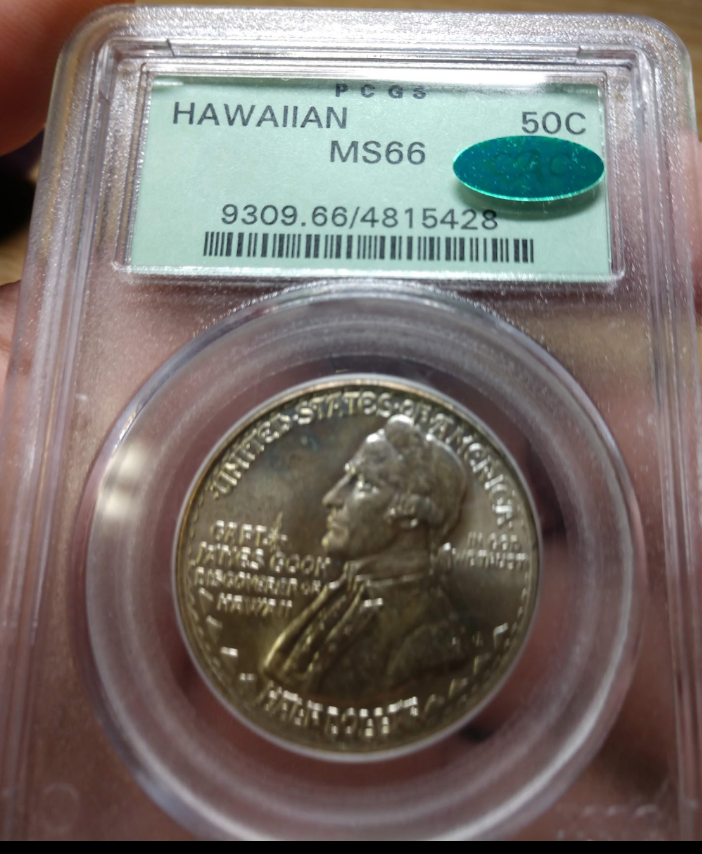 PCGS
HAWAIIAN 50C
MS66
CAC
9309.66/4815428
UNITED·STATES·OF·AMERICA
CAPT.
JAMES COOK
DISCOVERER OF
HAWAII
IN GOD
WE TRUST
HALF DOLLAR